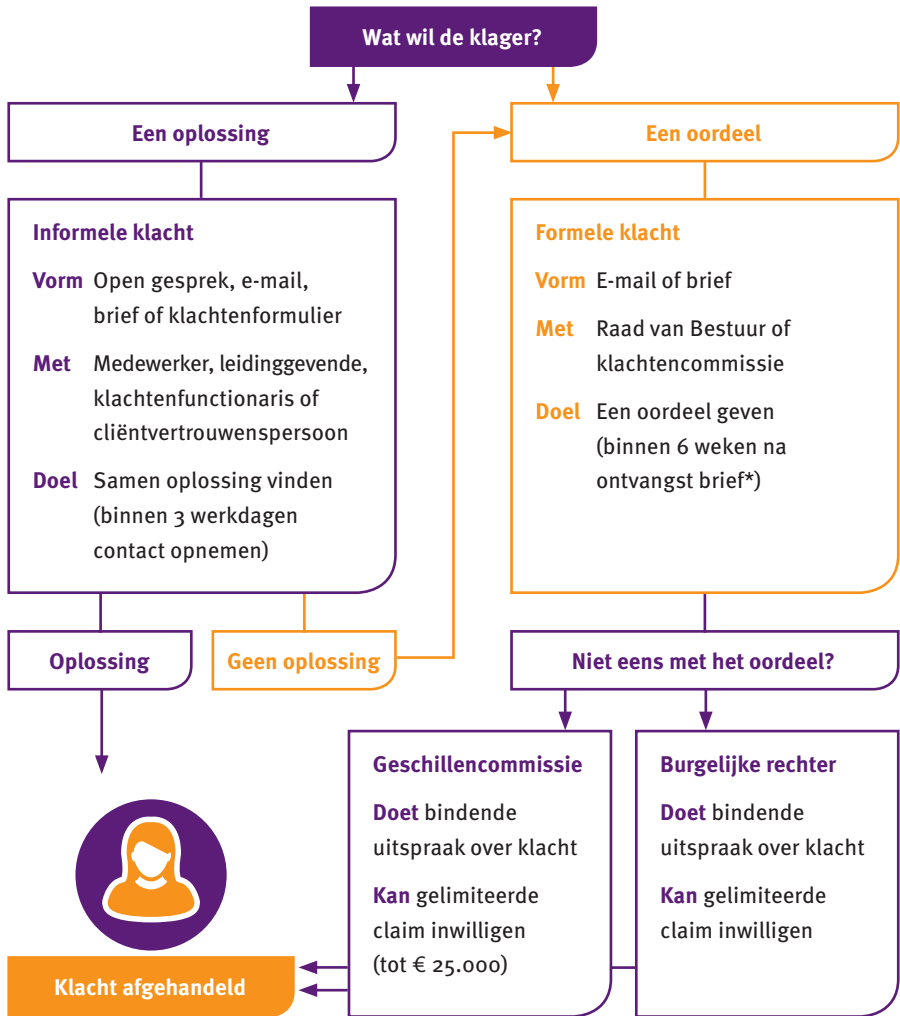 Wat wil de klager?
Een oplossing
Informele klacht
Vorm Open gesprek, e-mail,
brief of klachtenformulier
Met Medewerker, leidinggevende,
klachtenfunctionaris of
cliëntvertrouwenspersoon
Doel Samen oplossing vinden
(binnen 3 werkdagen
contact opnemen)
Oplossing
Geen oplossing
Een oordeel
Formele klacht
Vorm E-mail of brief
Met Raad van Bestuur of
klachtencommissie
Doel Een oordeel geven
(binnen 6 weken na
ontvangst brief*)
Niet eens met het oordeel?
Geschillencommissie
Doet bindende
uitspraak over klacht
Kan gelimiteerde
claim inwilligen
(tot € 25.000)
Burgelijke rechter
Doet bindende
uitspraak over klacht
Kan gelimiteerde
claim inwilligen
Klacht afgehandeld